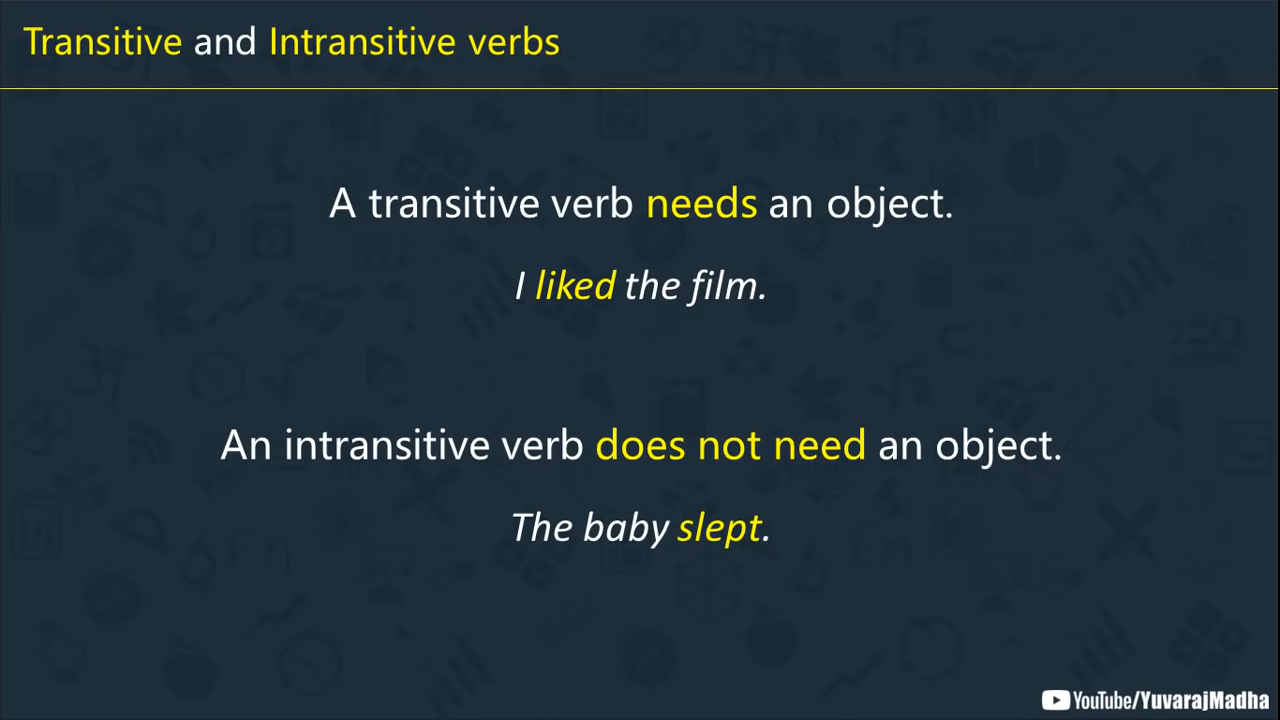 Transitive and Intransitive verbs
A transitive verb needs an object.
I liked the film.
An intransitive verb does not need an object.
The baby slept.
YouTube/YuvarajMadha